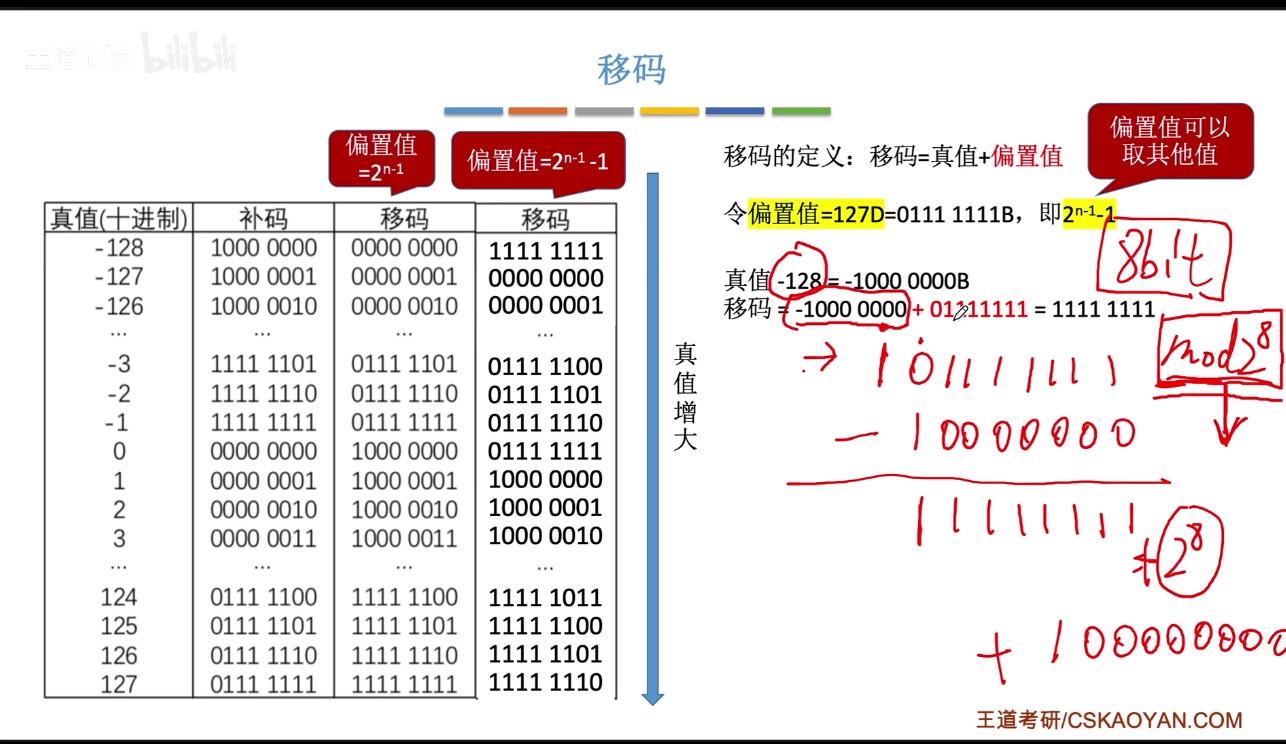 王道论坛 bilibili
移码
偏置值
=2ⁿ⁻¹
偏置值=2ⁿ⁻¹ -1
真值(十进制) 补码 移码 移码
-128 1000 0000 0000 0000 1111 1111
-127 1000 0001 0000 0001 0000 0000
-126 1000 0010 0000 0010 0000 0001
... ... ... ...
-3 1111 1101 0111 1101 0111 1100
-2 1111 1110 0111 1110 0111 1101
-1 1111 1111 0111 1111 0111 1110
0 0000 0000 1000 0000 0111 1111
1 0000 0001 1000 0001 1000 0000
2 0000 0010 1000 0010 1000 0001
3 0000 0011 1000 0011 1000 0010
... ... ... ...
124 0111 1100 1111 1100 1111 1011
125 0111 1101 1111 1101 1111 1100
126 0111 1110 1111 1110 1111 1101
127 0111 1111 1111 1111 1111 1110
真值增大
偏置值可以
取其他值
移码的定义：移码=真值+偏置值
令偏置值=127D=0111 1111B，即2ⁿ⁻¹-1
8bit
真值 -128 = -1000 0000B
移码 = -1000 0000 + 01111111 = 1111 1111
mod 2⁸
→ 1 01111111
- 10000000
11111111
+2⁸
+ 100000000
王道考研/CSKAOYAN.COM